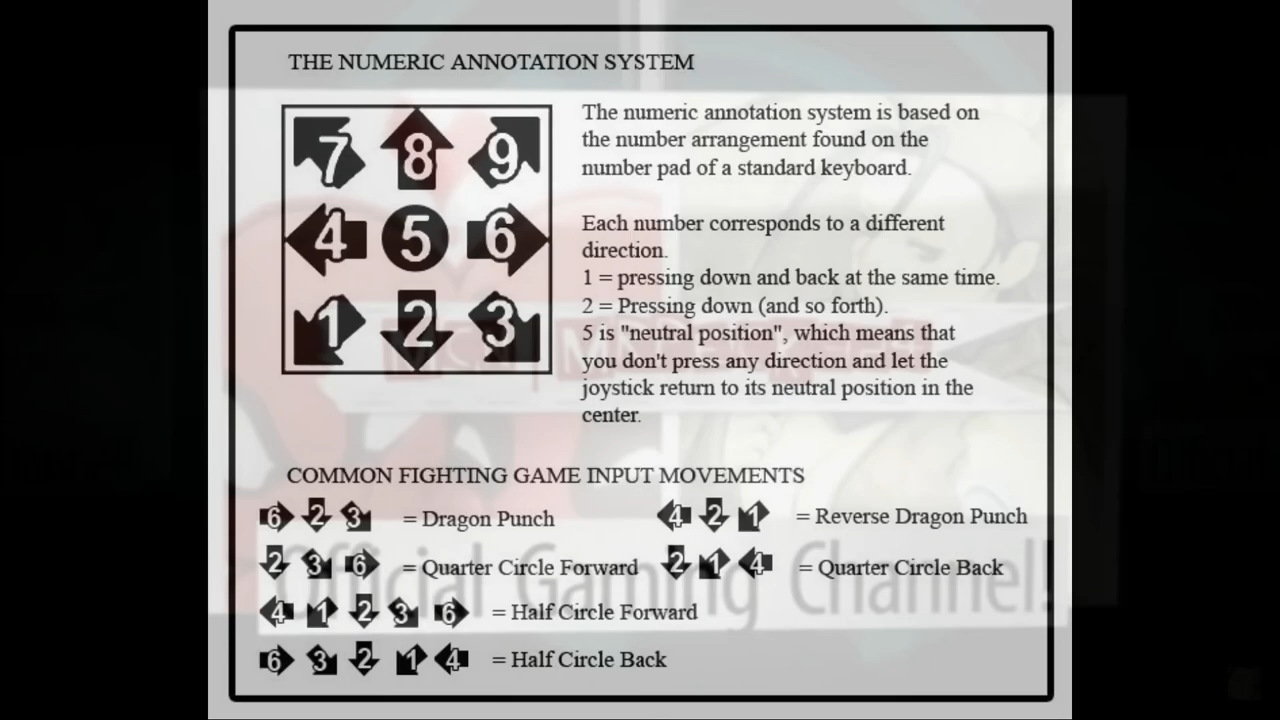 THE NUMERIC ANNOTATION SYSTEM
7 8 9
4 5 6
1 2 3
The numeric annotation system is based on
the number arrangement found on the
number pad of a standard keyboard.
Each number corresponds to a different
direction.
1 = pressing down and back at the same time.
2 = Pressing down (and so forth).
5 is "neutral position", which means that
you don't press any direction and let the
joystick return to its neutral position in the
center.
COMMON FIGHTING GAME INPUT MOVEMENTS
6 2 3 = Dragon Punch
4 2 1 = Reverse Dragon Punch
2 3 6 = Quarter Circle Forward
2 1 4 = Quarter Circle Back
4 1 2 3 6 = Half Circle Forward
6 3 2 1 4 = Half Circle Back
Official Gaming Channel!